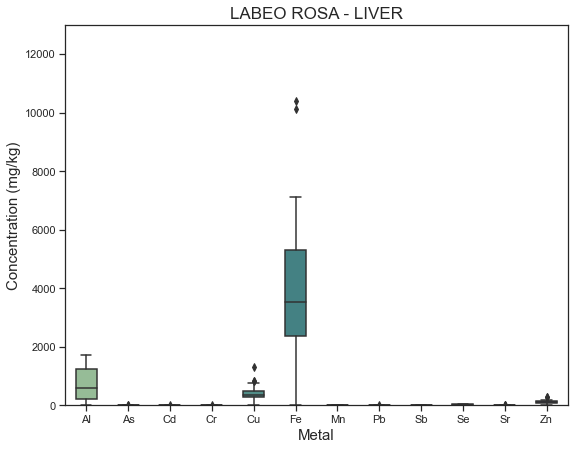 LABEO ROSA - LIVER
Concentration (mg/kg)
12000
10000
8000
6000
4000
2000
0
Al As Cd Cr Cu Fe Mn Pb Sb Se Sr Zn
Metal